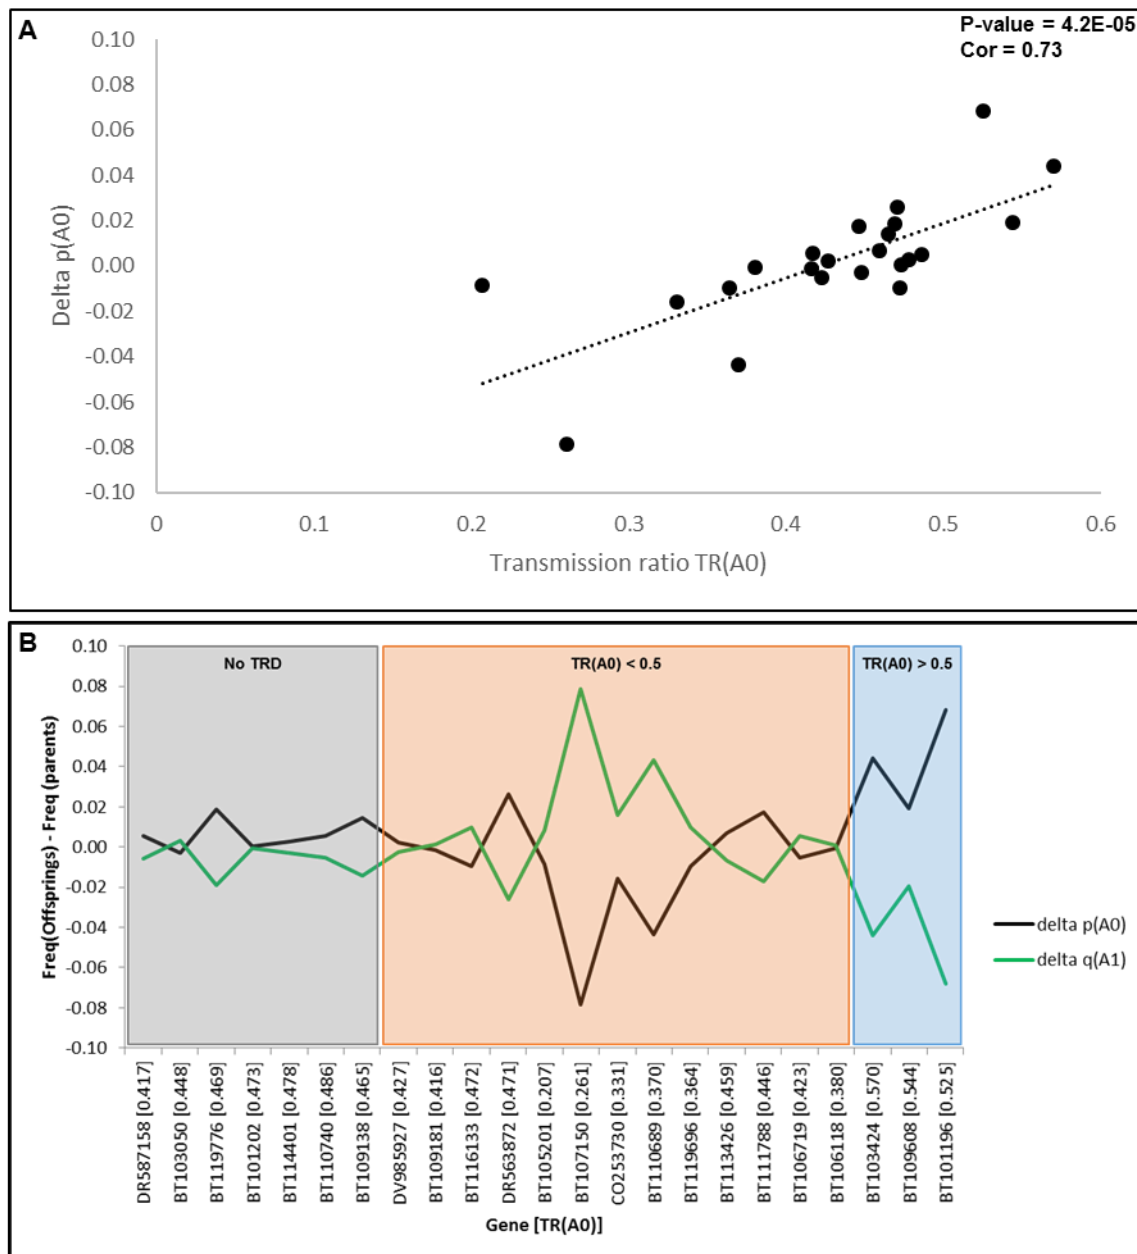 A
P-value = 4.2E-05
Cor = 0.73
0.10
0.08
0.06
0.04
0.02
0.00
-0.02
-0.04
-0.06
-0.08
-0.10
Delta p(A0)
0 0.1 0.2 0.3 0.4 0.5 0.6
Transmission ratio TR(A0)
B
No TRD
TR(A0) < 0.5
TR(A0) > 0.5
0.10
0.08
0.06
0.04
0.02
0.00
-0.02
-0.04
-0.06
-0.08
-0.10
Freq(Offsprings) - Freq (parents)
delta p(A0)
delta q(A1)
DR587158 [0.417]
BT103050 [0.448]
BT119776 [0.469]
BT101202 [0.473]
BT114401 [0.478]
BT110740 [0.486]
BT109138 [0.465]
DV985927 [0.427]
BT109181 [0.416]
BT116133 [0.472]
DR563872 [0.471]
BT105201 [0.207]
BT107150 [0.261]
CO253730 [0.331]
BT110689 [0.370]
BT119696 [0.364]
BT113426 [0.459]
BT111788 [0.446]
BT106719 [0.423]
BT106118 [0.380]
BT103424 [0.570]
BT109608 [0.544]
BT101196 [0.525]
Gene [TR(A0)]